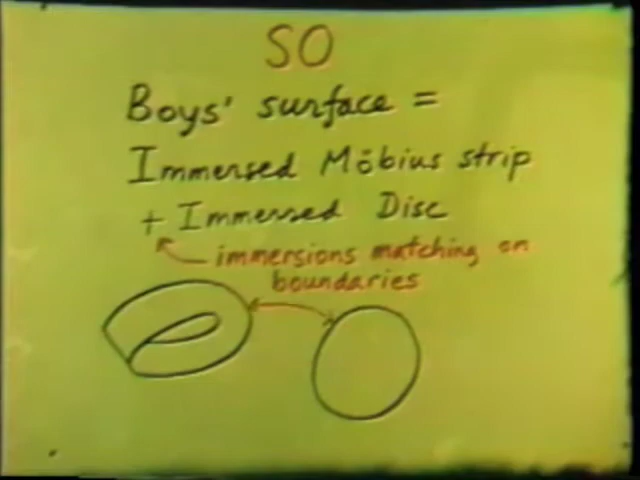 SO
Boys' surface =
Immersed Möbius strip
+ Immersed Disc
immersions matching on
boundaries